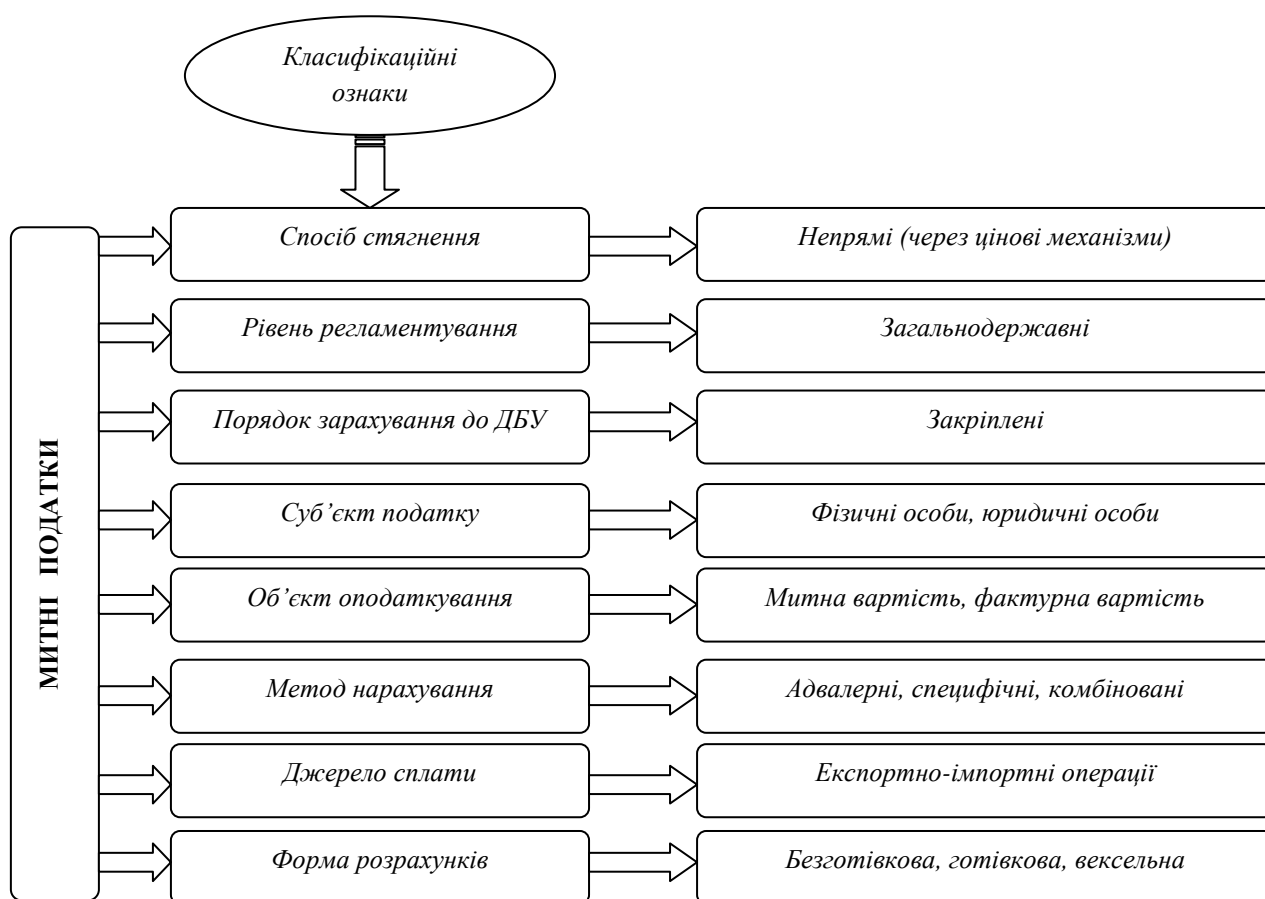 Класифікаційні
ознаки
МИТНІ ПОДАТКИ
Спосіб стягнення
Непрямі (через цінові механізми)
Рівень регламентування
Загальнодержавні
Порядок зарахування до ДБУ
Закріплені
Суб’єкт податку
Фізичні особи, юридичні особи
Об’єкт оподаткування
Митна вартість, фактурна вартість
Метод нарахування
Адвалерні, специфічні, комбіновані
Джерело сплати
Експортно-імпортні операції
Форма розрахунків
Безготівкова, готівкова, вексельна